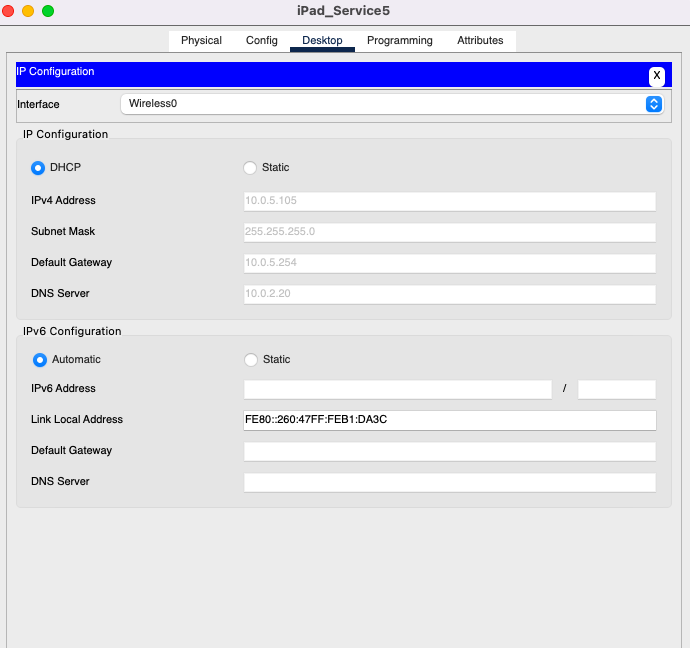 iPad_Service5
Physical Config Desktop Programming Attributes
IP Configuration
X
Interface Wireless0
IP Configuration
DHCP Static
IPv4 Address 10.0.5.105
Subnet Mask 255.255.255.0
Default Gateway 10.0.5.254
DNS Server 10.0.2.20
IPv6 Configuration
Automatic Static
IPv6 Address /
Link Local Address FE80::260:47FF:FEB1:DA3C
Default Gateway
DNS Server